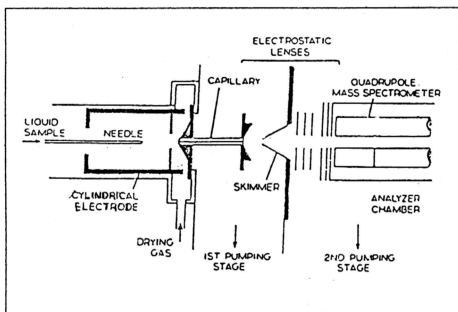 ELECTROSTATIC
LENSES
CAPILLARY
QUADRUPOLE
MASS SPECTROMETER
LIQUID
SAMPLE
NEEDLE
SKIMMER
CYLINDRICAL
ELECTRODE
ANALYZER
CHAMBER
DRYING
GAS
1ST PUMPING
STAGE
2ND PUMPING
STAGE